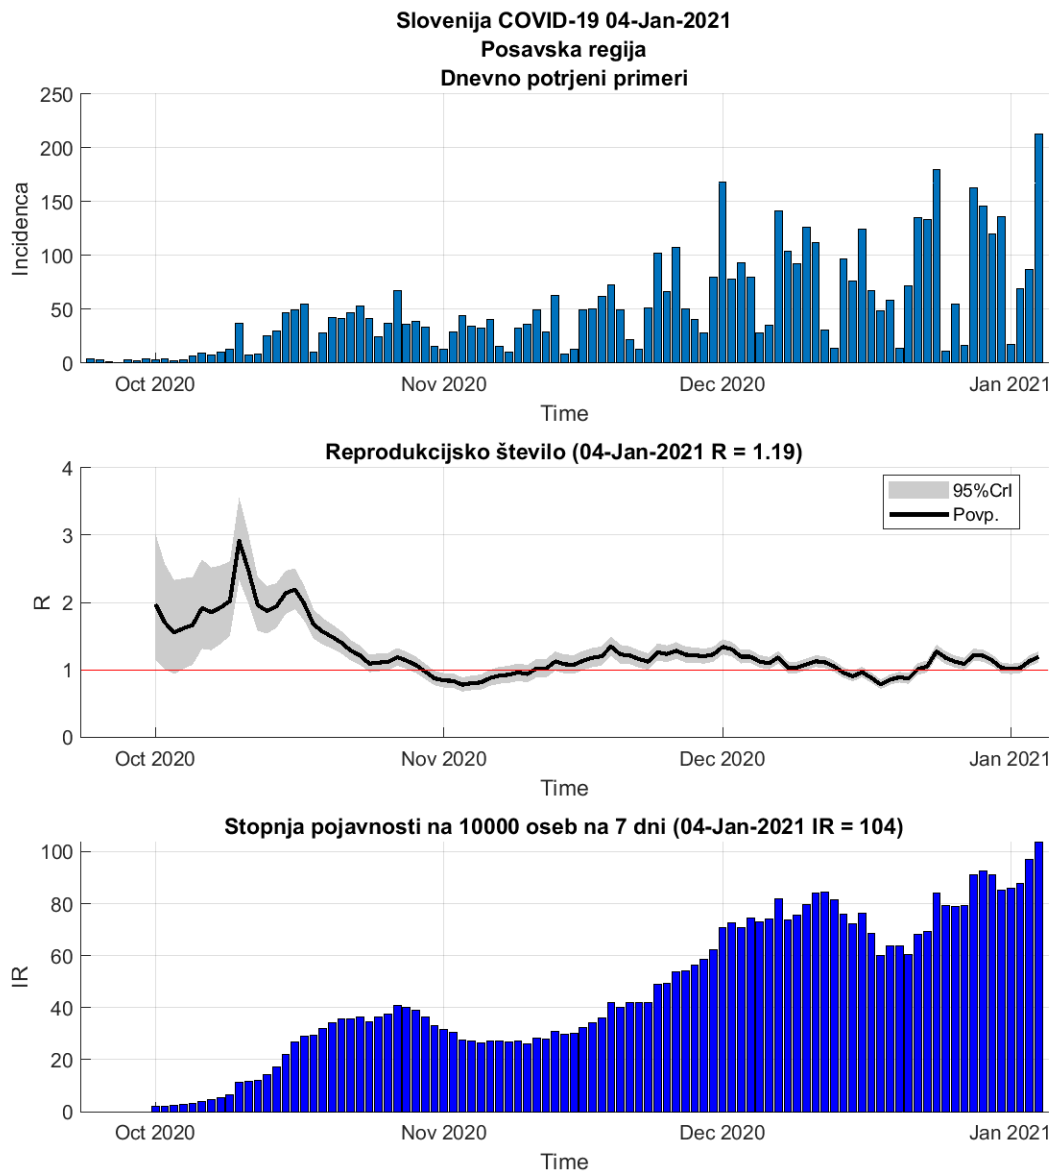 Slovenija COVID-19 04-Jan-2021
Posavska regija
Dnevno potrjeni primeri
250
200
150
100
50
0
Incidenca
Oct 2020
Nov 2020
Dec 2020
Jan 2021
Time
Reprodukcijsko število (04-Jan-2021 R = 1.19)
4
3
2
1
0
R
95%CrI
Povp.
Oct 2020
Nov 2020
Dec 2020
Jan 2021
Time
Stopnja pojavnosti na 10000 oseb na 7 dni (04-Jan-2021 IR = 104)
100
80
60
40
20
0
IR
Oct 2020
Nov 2020
Dec 2020
Jan 2021
Time